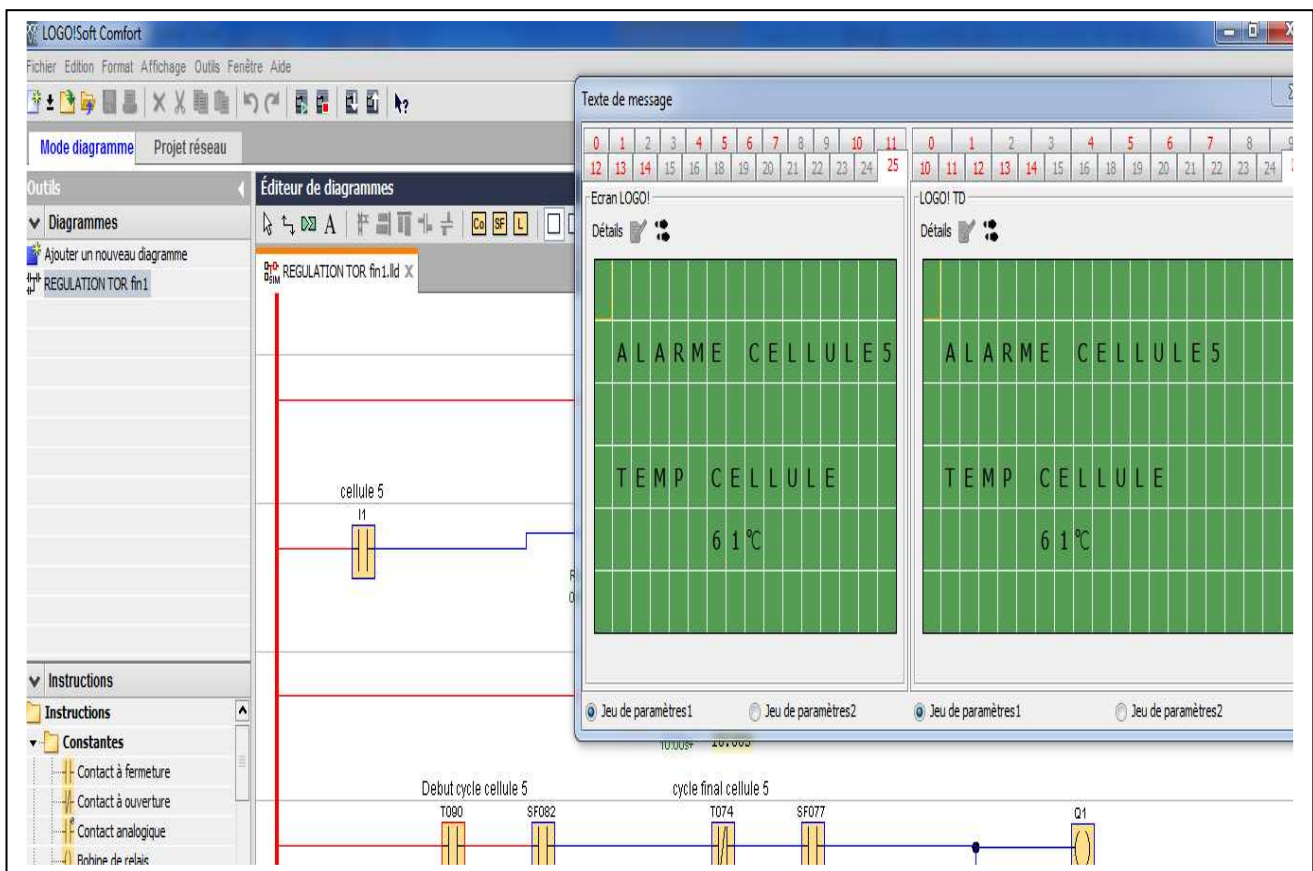 LOGO!Soft Comfort
Fichier Edition Format Affichage Outils Fenêtre Aide
Mode diagramme Projet réseau
Outils
Diagrammes
Ajouter un nouveau diagramme
REGULATION TOR fin1
Éditeur de diagrammes
A Co SF L
REGULATION TOR fin1.lld X
cellule 5
I1
Texte de message
0 1 2 3 4 5 6 7 8 9 10 11
12 13 14 15 16 18 19 20 21 22 23 24 25
Ecran LOGO!
Détails
ALARME CELLULE5
TEMP CELLULE
61°C
Jeu de paramètres1 Jeu de paramètres2
0 1 2 3 4 5 6 7 8
10 11 12 13 14 15 16 18 19 20 21 22 23 24
LOGO! TD
Détails
ALARME CELLULE5
TEMP CELLULE
61°C
Jeu de paramètres1 Jeu de paramètres2
Instructions
Instructions
Constantes
Contact à fermeture
Contact à ouverture
Contact analogique
Bobine de relais
Debut cycle cellule 5 cycle final cellule 5
T090 SF082 T074 SF077 Q1